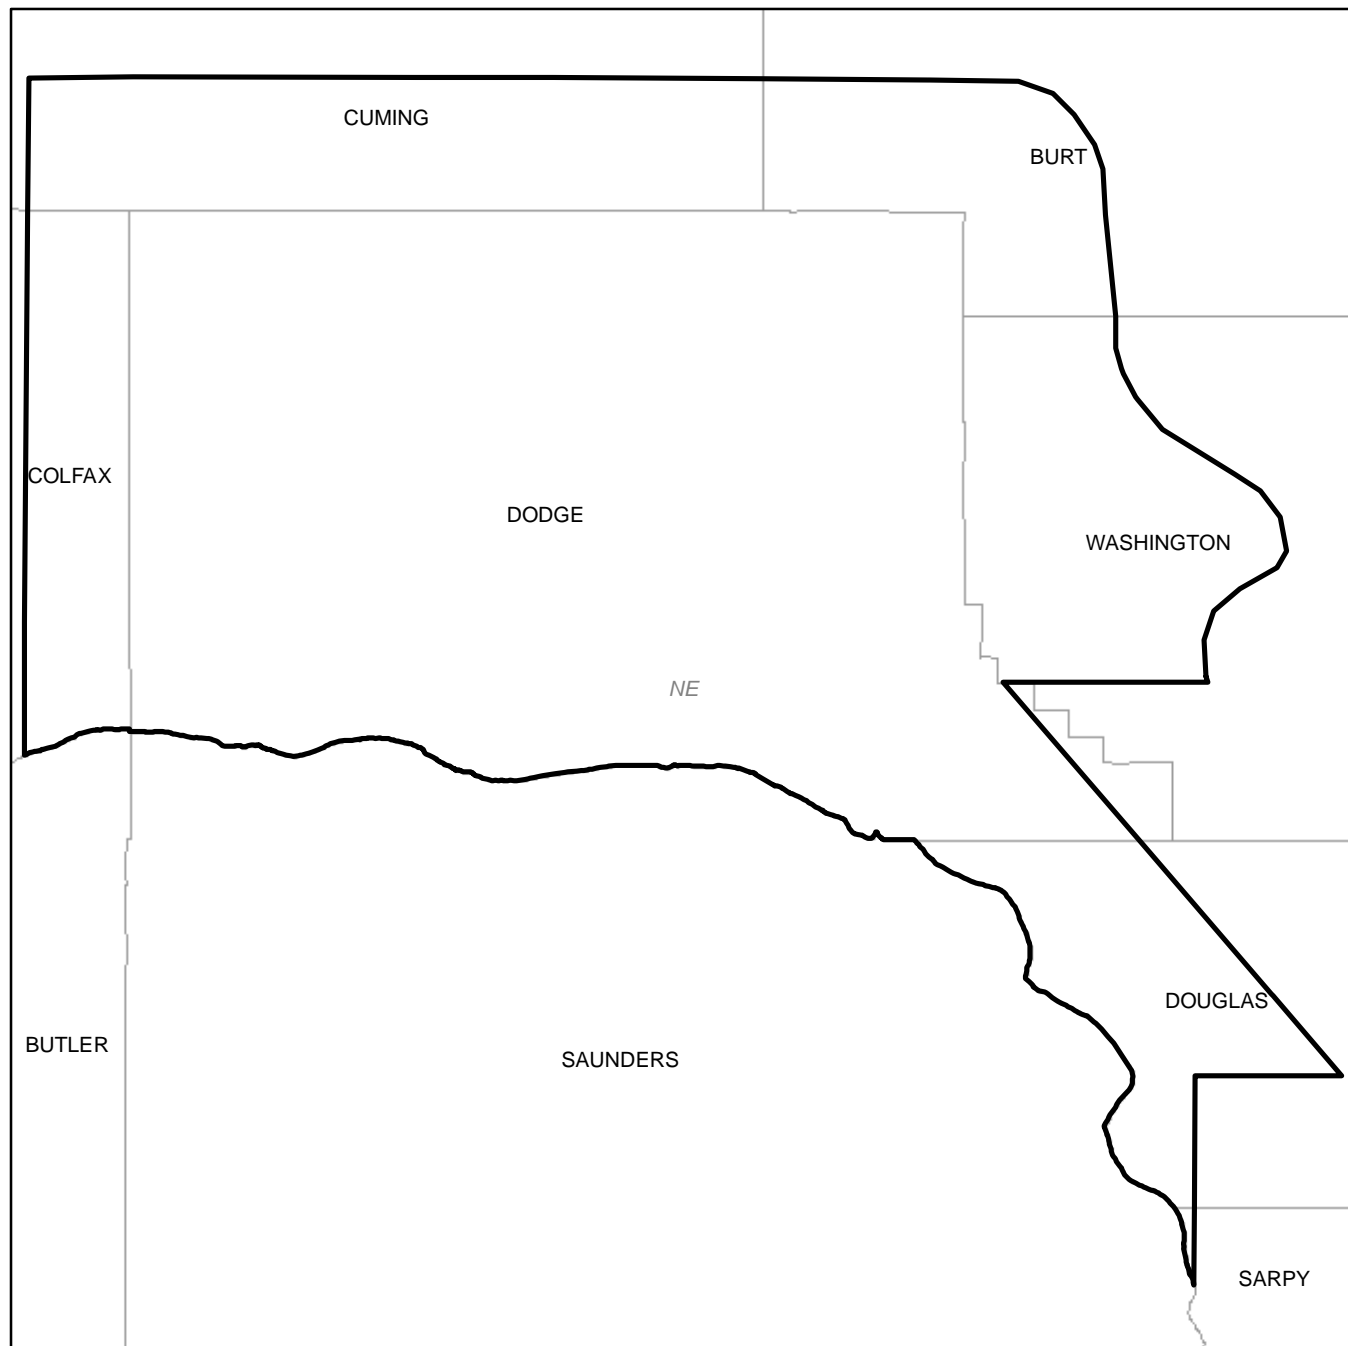 CUMING
BURT
COLFAX
DODGE
WASHINGTON
NE
DOUGLAS
BUTLER
SAUNDERS
SARPY